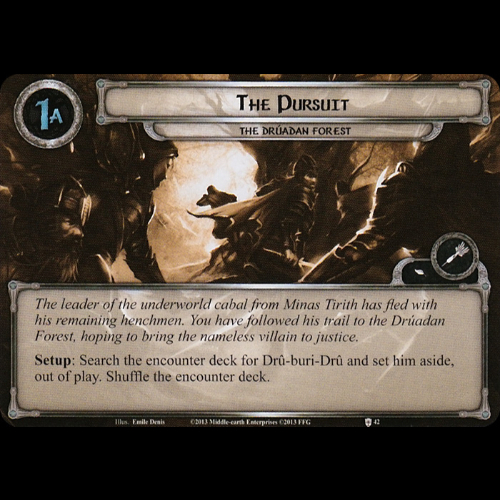 1A
THE PURSUIT
THE DRÚADAN FOREST
The leader of the underworld cabal from Minas Tirith has fled with
his remaining henchmen. You have followed his trail to the Drúadan
Forest, hoping to bring the nameless villain to justice.
Setup: Search the encounter deck for Drû-buri-Drû and set him aside,
out of play. Shuffle the encounter deck.
Illus. Emile Denis ©2013 Middle-earth Enterprises ©2013 FFG 42